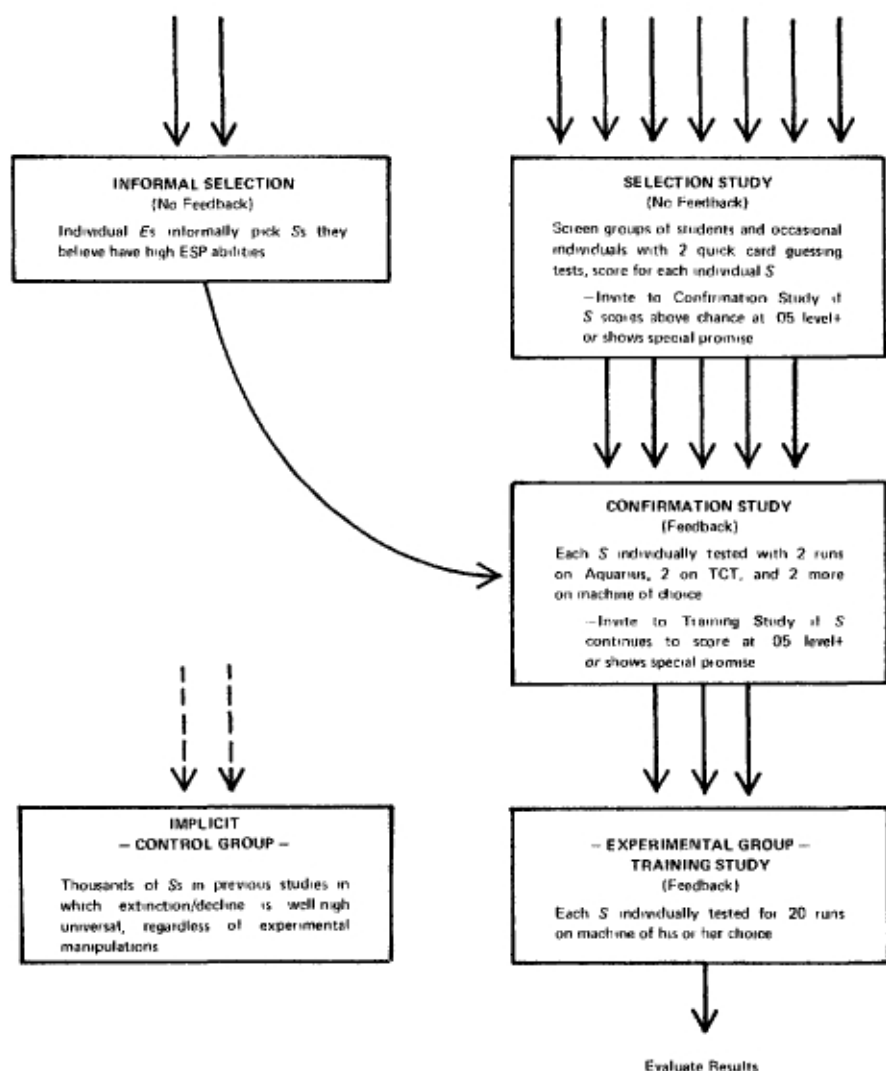 INFORMAL SELECTION
(No Feedback)
Individual Es informally pick Ss they
believe have high ESP abilities
SELECTION STUDY
(No Feedback)
Screen groups of students and occasional
individuals with 2 quick card guessing
tests, score for each individual S
—Invite to Confirmation Study if
S scores above chance at 05 level+
or shows special promise
CONFIRMATION STUDY
(Feedback)
Each S individually tested with 2 runs
on Aquarius, 2 on TCT, and 2 more
on machine of choice
—Invite to Training Study if S
continues to score at 05 level+
or shows special promise
IMPLICIT
— CONTROL GROUP —
Thousands of Ss in previous studies in
which extinction/decline is well-nigh
universal, regardless of experimental
manipulations
— EXPERIMENTAL GROUP —
TRAINING STUDY
(Feedback)
Each S individually tested for 20 runs
on machine of his or her choice
Evaluate Results